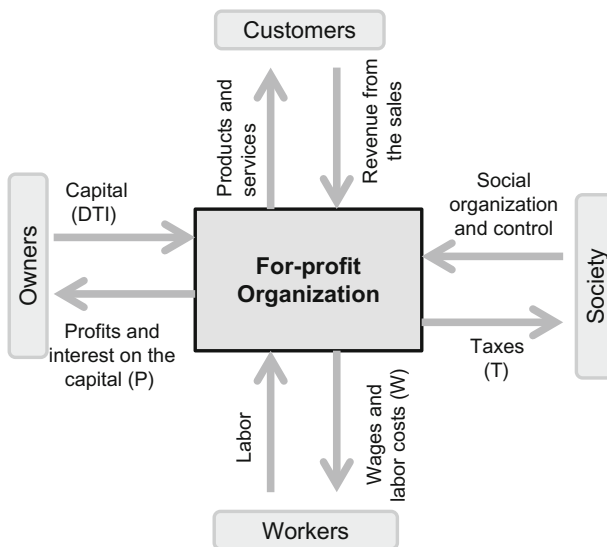 Customers
Products and
services
Revenue from
the sales
Capital
(DTI)
Owners
Profits and
interest on the
capital (P)
For-profit
Organization
Social
organization
and control
Society
Taxes
(T)
Labor
Wages and
labor costs (W)
Workers